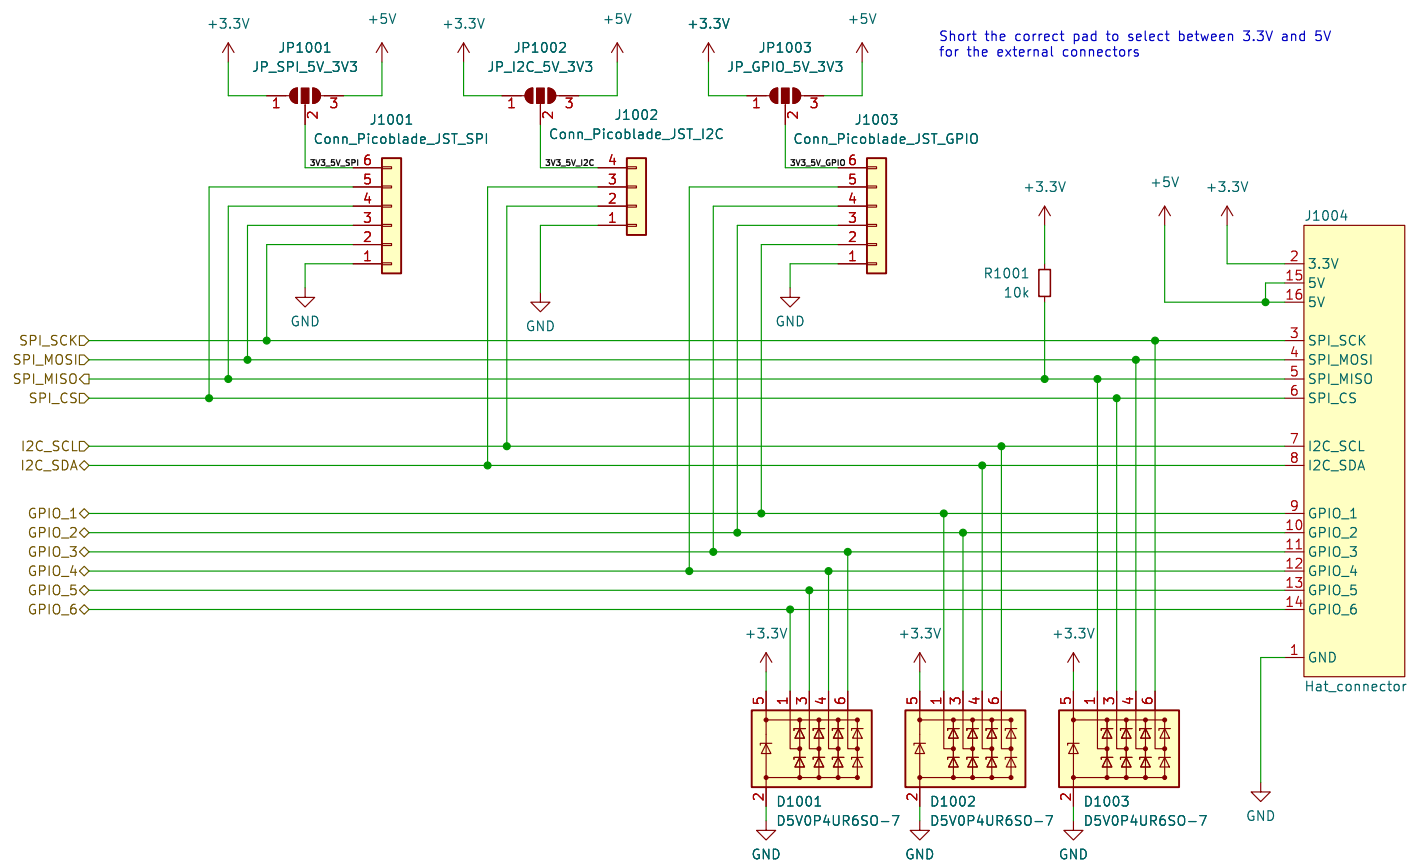 +3.3V
+5V
+3.3V
+5V
+3.3V
+5V
Short the correct pad to select between 3.3V and 5V
for the external connectors
JP1001
JP_SPI_5V_3V3
JP1002
JP_I2C_5V_3V3
JP1003
JP_GPIO_5V_3V3
1
2
3
1
2
3
1
2
3
J1001
Conn_Picoblade_JST_SPI
J1002
Conn_Picoblade_JST_I2C
J1003
Conn_Picoblade_JST_GPIO
3V3_5V_SPI
6
5
4
3
2
1
GND
3V3_5V_I2C
4
3
2
1
GND
3V3_5V_GPIO
6
5
4
3
2
1
GND
+3.3V
R1001
10k
+5V
+3.3V
J1004
2
3.3V
15
5V
16
5V
SPI_SCK
3
SPI_SCK
SPI_MOSI
4
SPI_MOSI
SPI_MISO
5
SPI_MISO
SPI_CS
6
SPI_CS
I2C_SCL
7
I2C_SCL
I2C_SDA
8
I2C_SDA
GPIO_1
9
GPIO_1
GPIO_2
10
GPIO_2
GPIO_3
11
GPIO_3
GPIO_4
12
GPIO_4
GPIO_5
13
GPIO_5
GPIO_6
14
GPIO_6
1
GND
Hat_connector
GND
+3.3V
5
1
3
4
6
2
D1001
D5V0P4UR6SO-7
GND
+3.3V
5
1
3
4
6
2
D1002
D5V0P4UR6SO-7
GND
+3.3V
5
1
3
4
6
2
D1003
D5V0P4UR6SO-7
GND